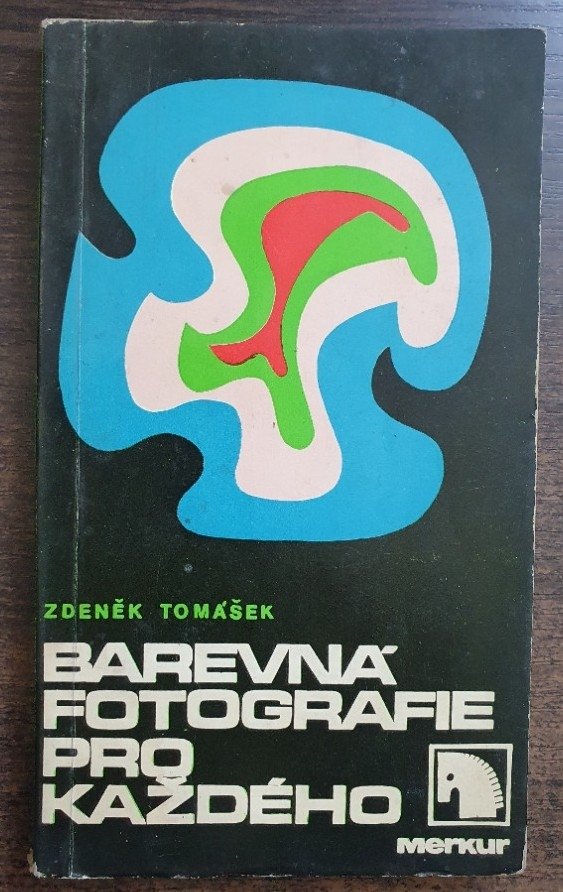 ZDENĚK TOMÁŠEK
BAREVNÁ
FOTOGRAFIE
PRO
KAŽDÉHO
Merkur